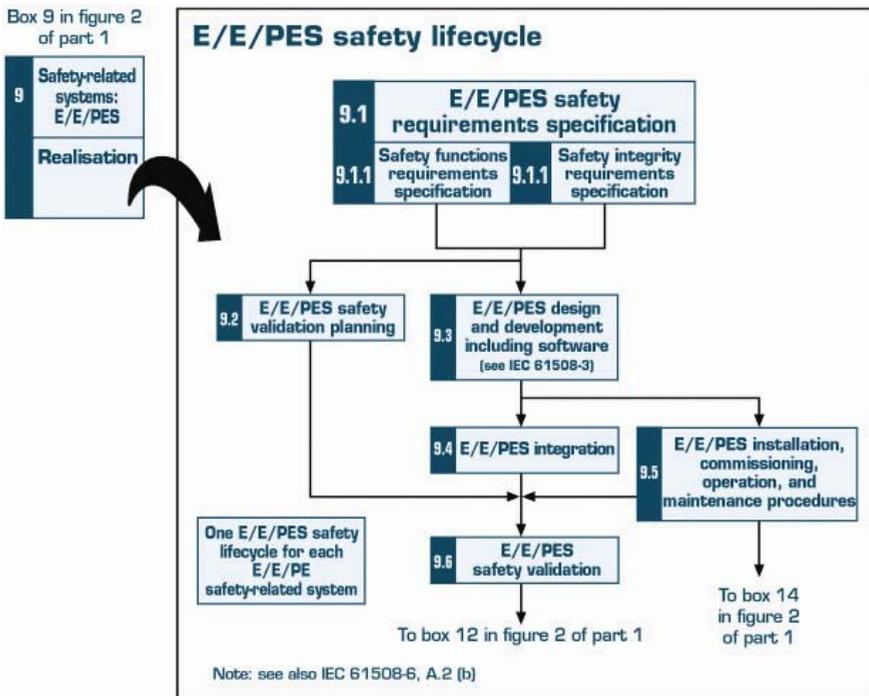 Box 9 in figure 2
of part 1
9
Safety-related
systems:
E/E/PES
Realisation
E/E/PES safety lifecycle
9.1
E/E/PES safety
requirements specification
9.1.1
Safety functions
requirements
specification
9.1.1
Safety integrity
requirements
specification
9.2
E/E/PES safety
validation planning
9.3
E/E/PES design
and development
including software
(see IEC 61508-3)
9.4
E/E/PES integration
9.5
E/E/PES installation,
commissioning,
operation, and
maintenance procedures
One E/E/PES safety
lifecycle for each
E/E/PE
safety-related system
9.6
E/E/PES
safety validation
To box 12 in figure 2 of part 1
To box 14
in figure 2
of part 1
Note: see also IEC 61508-6, A.2 (b)